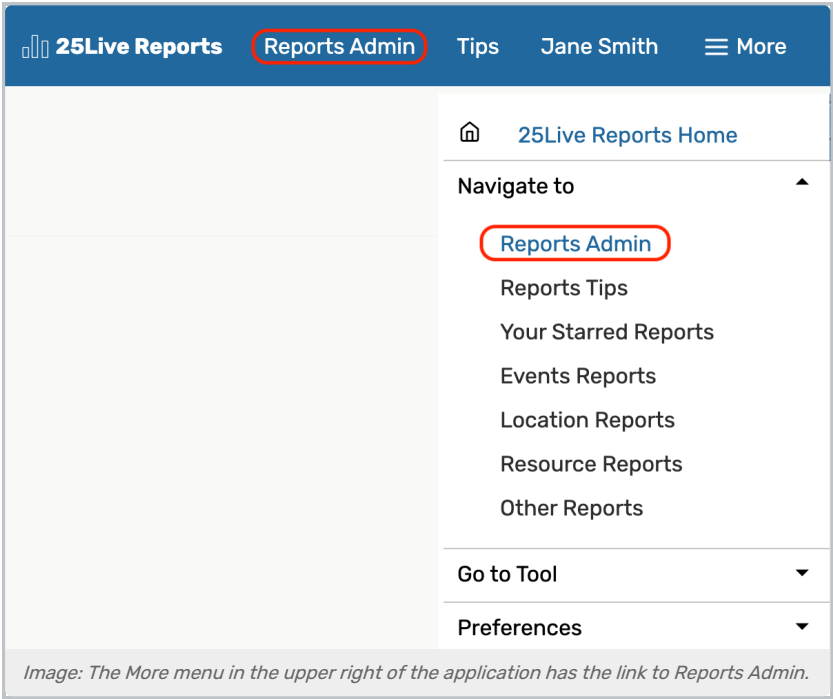 25Live Reports Reports Admin Tips Jane Smith More
25Live Reports Home
Navigate to
Reports Admin
Reports Tips
Your Starred Reports
Events Reports
Location Reports
Resource Reports
Other Reports
Go to Tool
Preferences
Image: The More menu in the upper right of the application has the link to Reports Admin.